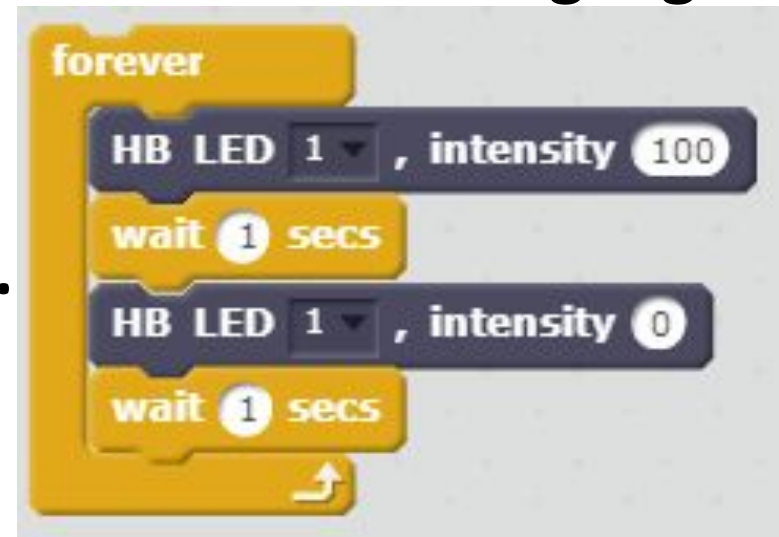 forever
HB LED 1 , intensity 100
wait 1 secs
HB LED 1 , intensity 0
wait 1 secs